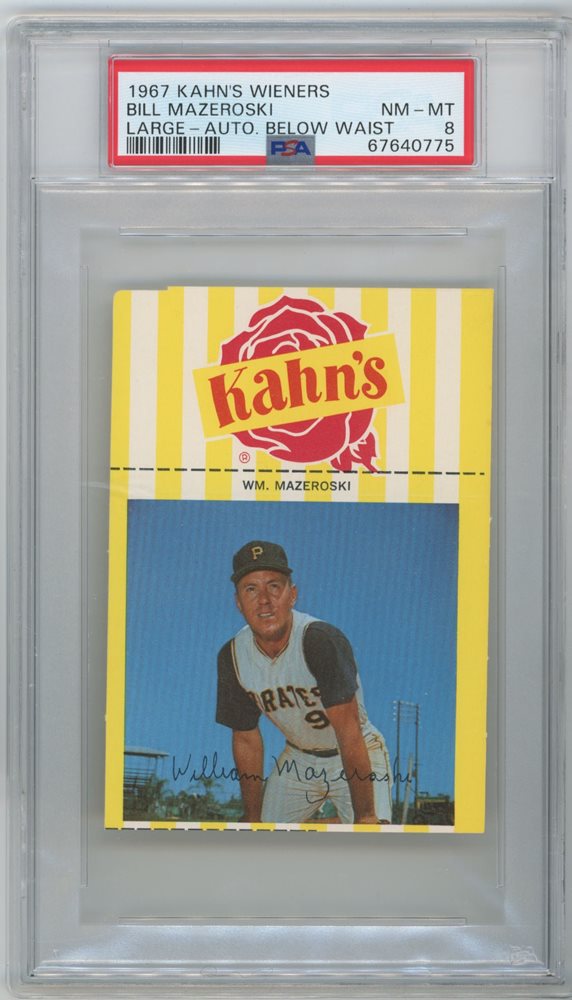 1967 KAHN'S WIENERS
BILL MAZEROSKI NM - MT
LARGE - AUTO. BELOW WAIST 8
PSA 67640775
Kahn's
®
WM. MAZEROSKI
P
PIRATES
9
William Mazeroski